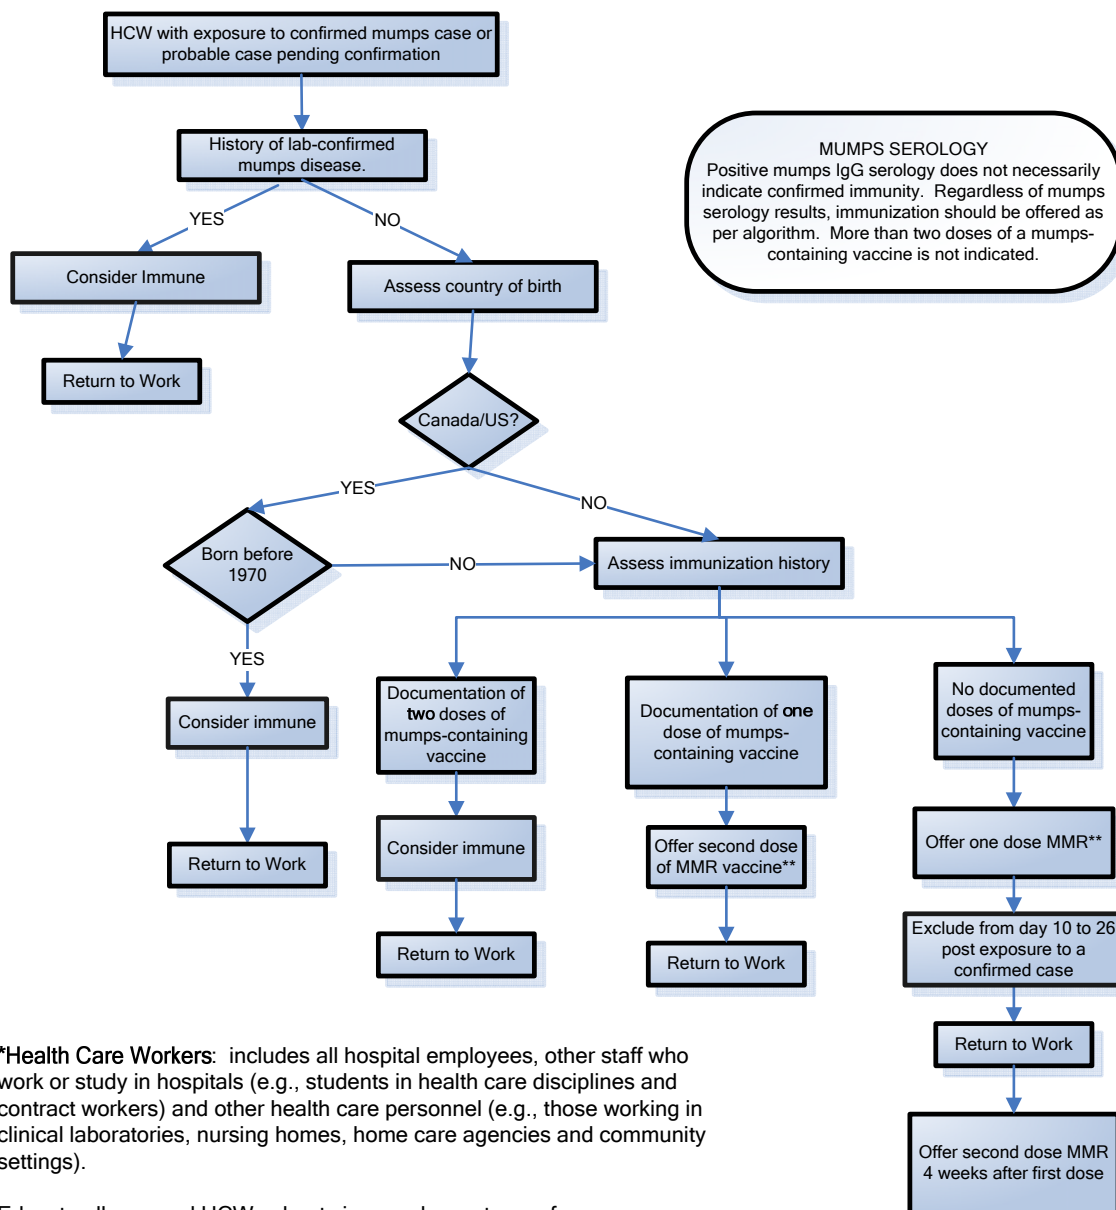 HCW with exposure to confirmed mumps case or
probable case pending confirmation
History of lab-confirmed
mumps disease.
MUMPS SEROLOGY
Positive mumps IgG serology does not necessarily
indicate confirmed immunity. Regardless of mumps
serology results, immunization should be offered as
per algorithm. More than two doses of a mumps-
containing vaccine is not indicated.
YES
NO
Consider Immune
Assess country of birth
Return to Work
Canada/US?
YES
NO
Born before
1970
NO
Assess immunization history
YES
Consider immune
Return to Work
Documentation of
two doses of
mumps-containing
vaccine
Consider immune
Return to Work
Documentation of one
dose of mumps-
containing vaccine
Offer second dose
of MMR vaccine**
Return to Work
No documented
doses of mumps-
containing vaccine
Offer one dose MMR**
Exclude from day 10 to 26
post exposure to a
confirmed case
Return to Work
Offer second dose MMR
4 weeks after first dose
*Health Care Workers: includes all hospital employees, other staff who
work or study in hospitals (e.g., students in health care disciplines and
contract workers) and other health care personnel (e.g., those working in
clinical laboratories, nursing homes, home care agencies and community
settings).